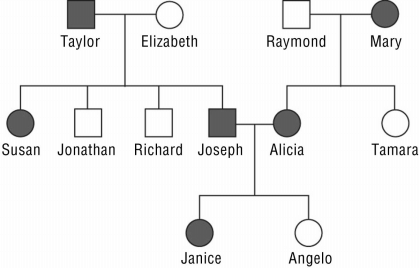 Taylor Elizabeth Raymond Mary
Susan Jonathan Richard Joseph Alicia Tamara
Janice Angelo